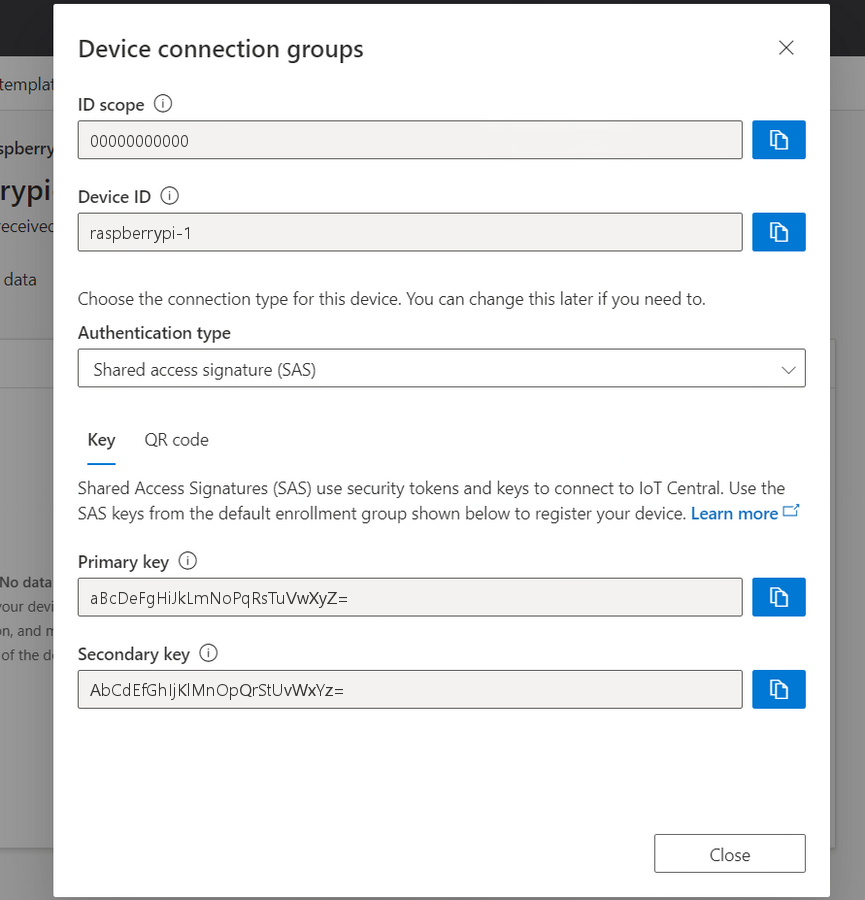 Device connection groups
ID scope
00000000000
Device ID
raspberrypi-1
Choose the connection type for this device. You can change this later if you need to.
Authentication type
Shared access signature (SAS)
Key QR code
Shared Access Signatures (SAS) use security tokens and keys to connect to IoT Central. Use the
SAS keys from the default enrollment group shown below to register your device. Learn more
Primary key
aBcDeFgHiJkLmNoPqRsTuVwXyZ=
Secondary key
AbCdEfGhIjKlMnOpQrStUvWxYz=
Close
templat
spberry
rypi
eceived
data
No data
your devi
on, and m
of the de